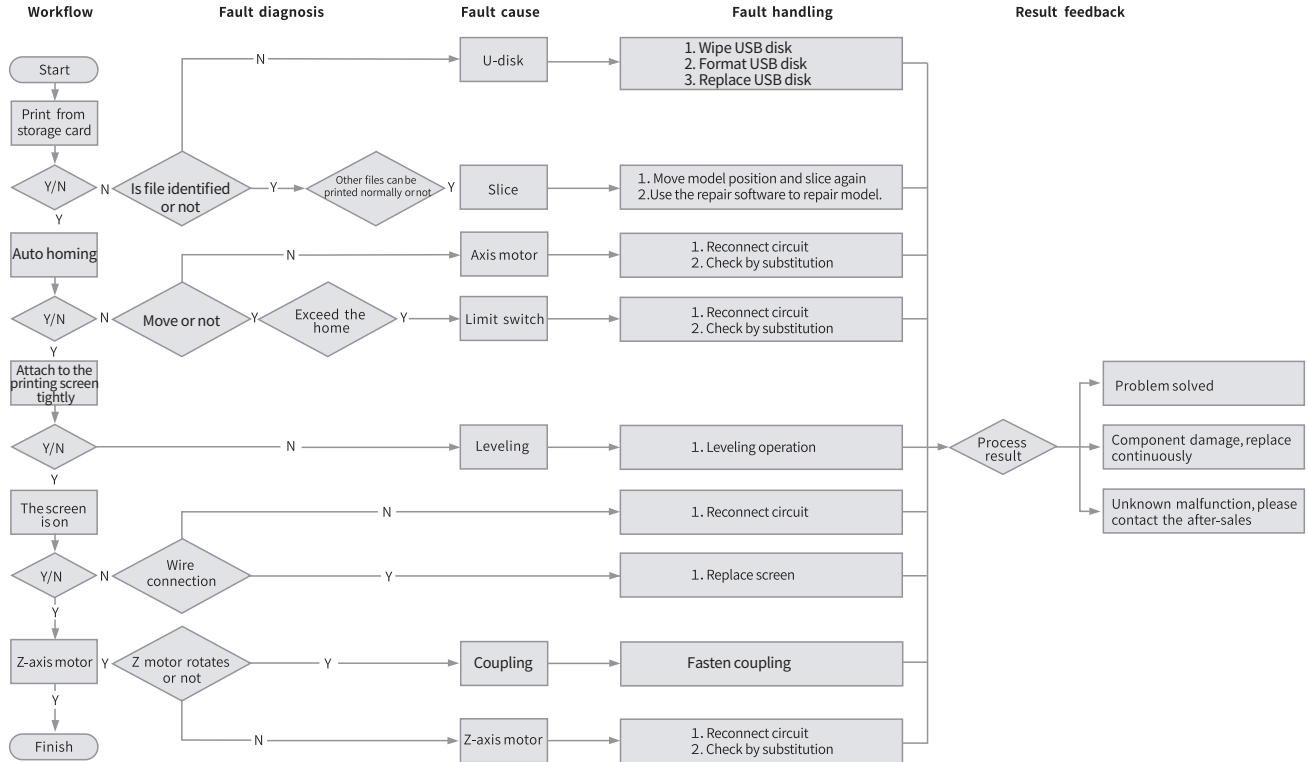 Workflow
Fault diagnosis
Fault cause
Fault handling
Result feedback
Start
Print from
storage card
Y/N
N
Is file identified
or not
N
U-disk
1. Wipe USB disk
2. Format USB disk
3. Replace USB disk
Y
Other files can be
printed normally or not
Y
Slice
1. Move model position and slice again
2.Use the repair software to repair model.
Y
Auto homing
Y/N
N
Move or not
N
Axis motor
1. Reconnect circuit
2. Check by substitution
Y
Exceed the
home
Y
Limit switch
1. Reconnect circuit
2. Check by substitution
Y
Attach to the
printing screen
tightly
Y/N
N
Leveling
1. Leveling operation
Y
The screen
is on
Y/N
N
Wire
connection
N
1. Reconnect circuit
Y
1. Replace screen
Y
Z-axis motor
Y
Z motor rotates
or not
Y
Coupling
Fasten coupling
N
Z-axis motor
1. Reconnect circuit
2. Check by substitution
Y
Finish
Process
result
Problem solved
Component damage, replace
continuously
Unknown malfunction, please
contact the after-sales